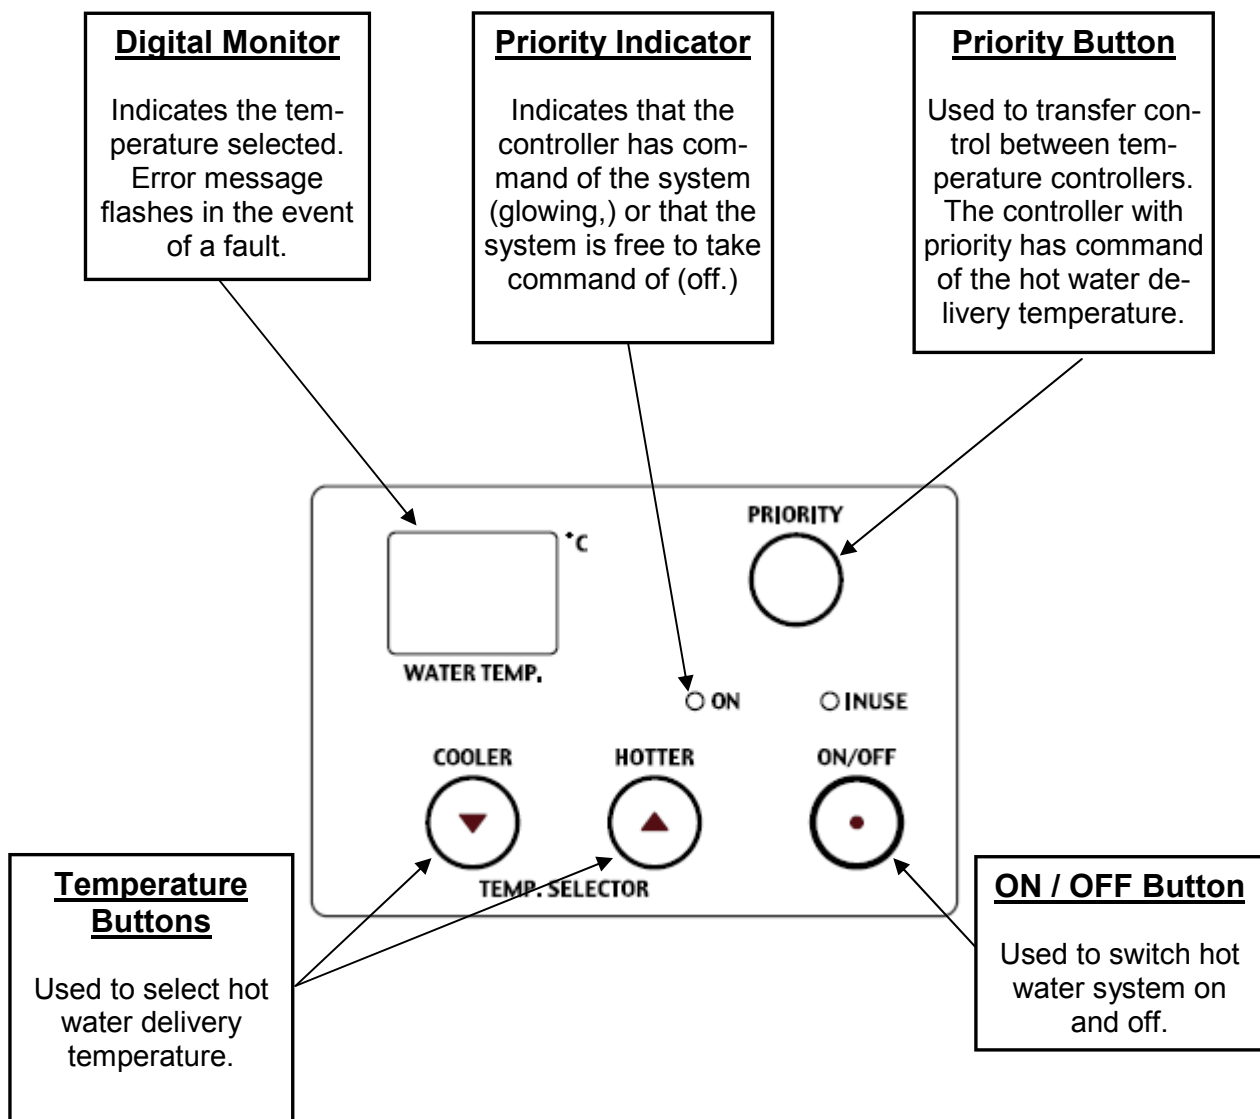 Digital Monitor
Indicates the tem-
perature selected.
Error message
flashes in the event
of a fault.
Priority Indicator
Indicates that the
controller has com-
mand of the system
(glowing,) or that the
system is free to take
command of (off.)
Priority Button
Used to transfer con-
trol between tem-
perature controllers.
The controller with
priority has command
of the hot water de-
livery temperature.
°C
WATER TEMP.
PRIORITY
ON
INUSE
COOLER
HOTTER
ON/OFF
TEMP. SELECTOR
Temperature
Buttons
Used to select hot
water delivery
temperature.
ON / OFF Button
Used to switch hot
water system on
and off.